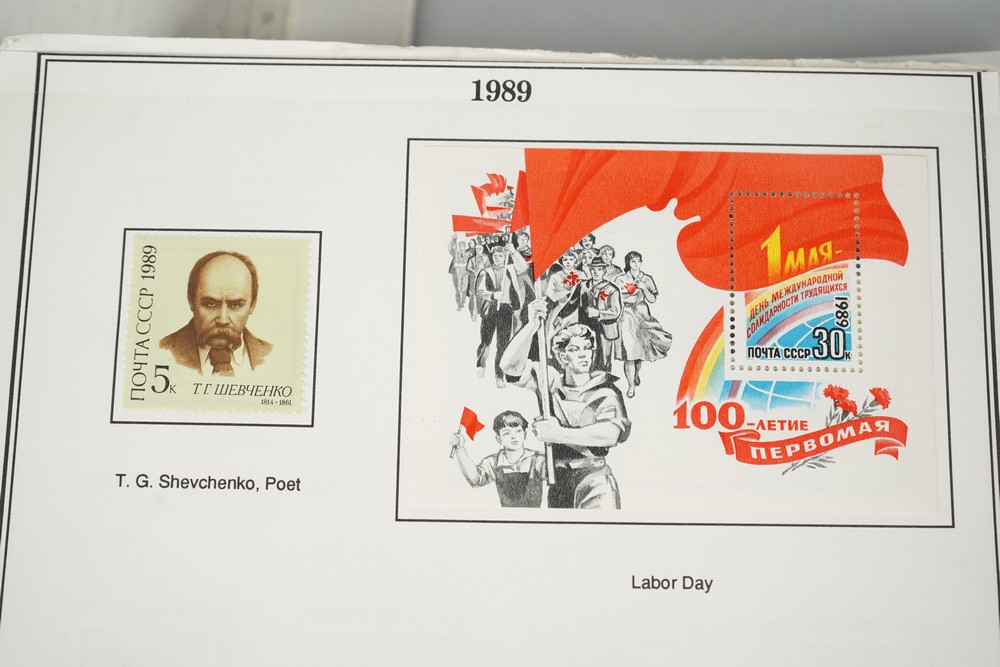 1989
ПОЧТА СССР 1989
5к
Т.Г. ШЕВЧЕНКО
1814-1861
T. G. Shevchenko, Poet
1 МАЯ-
ДЕНЬ МЕЖДУНАРОДНОЙ
СОЛИДАРНОСТИ ТРУДЯЩИХСЯ
1989
ПОЧТА СССР 30к
100-ЛЕТИЕ
ПЕРВОМАЯ
Labor Day